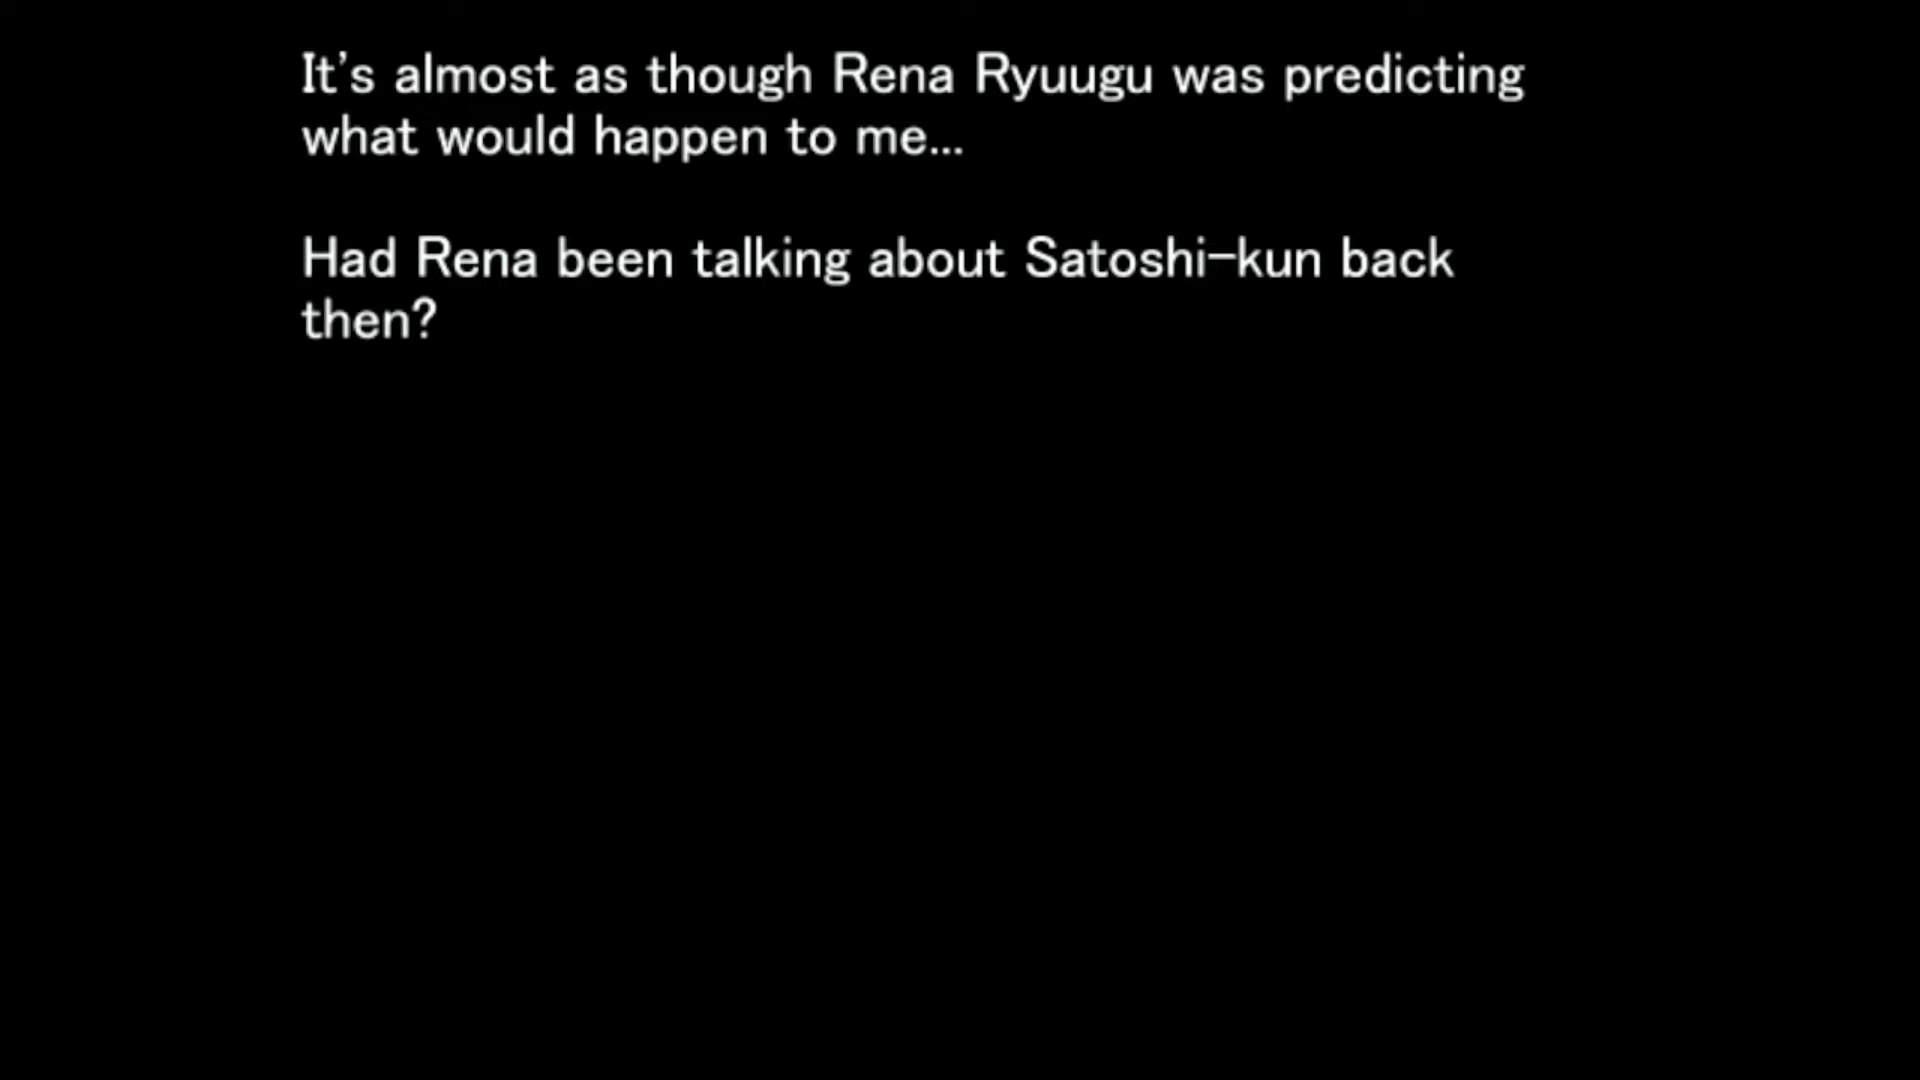 It's almost as though Rena Ryuugu was predicting
what would happen to me...
Had Rena been talking about Satoshi-kun back
then?